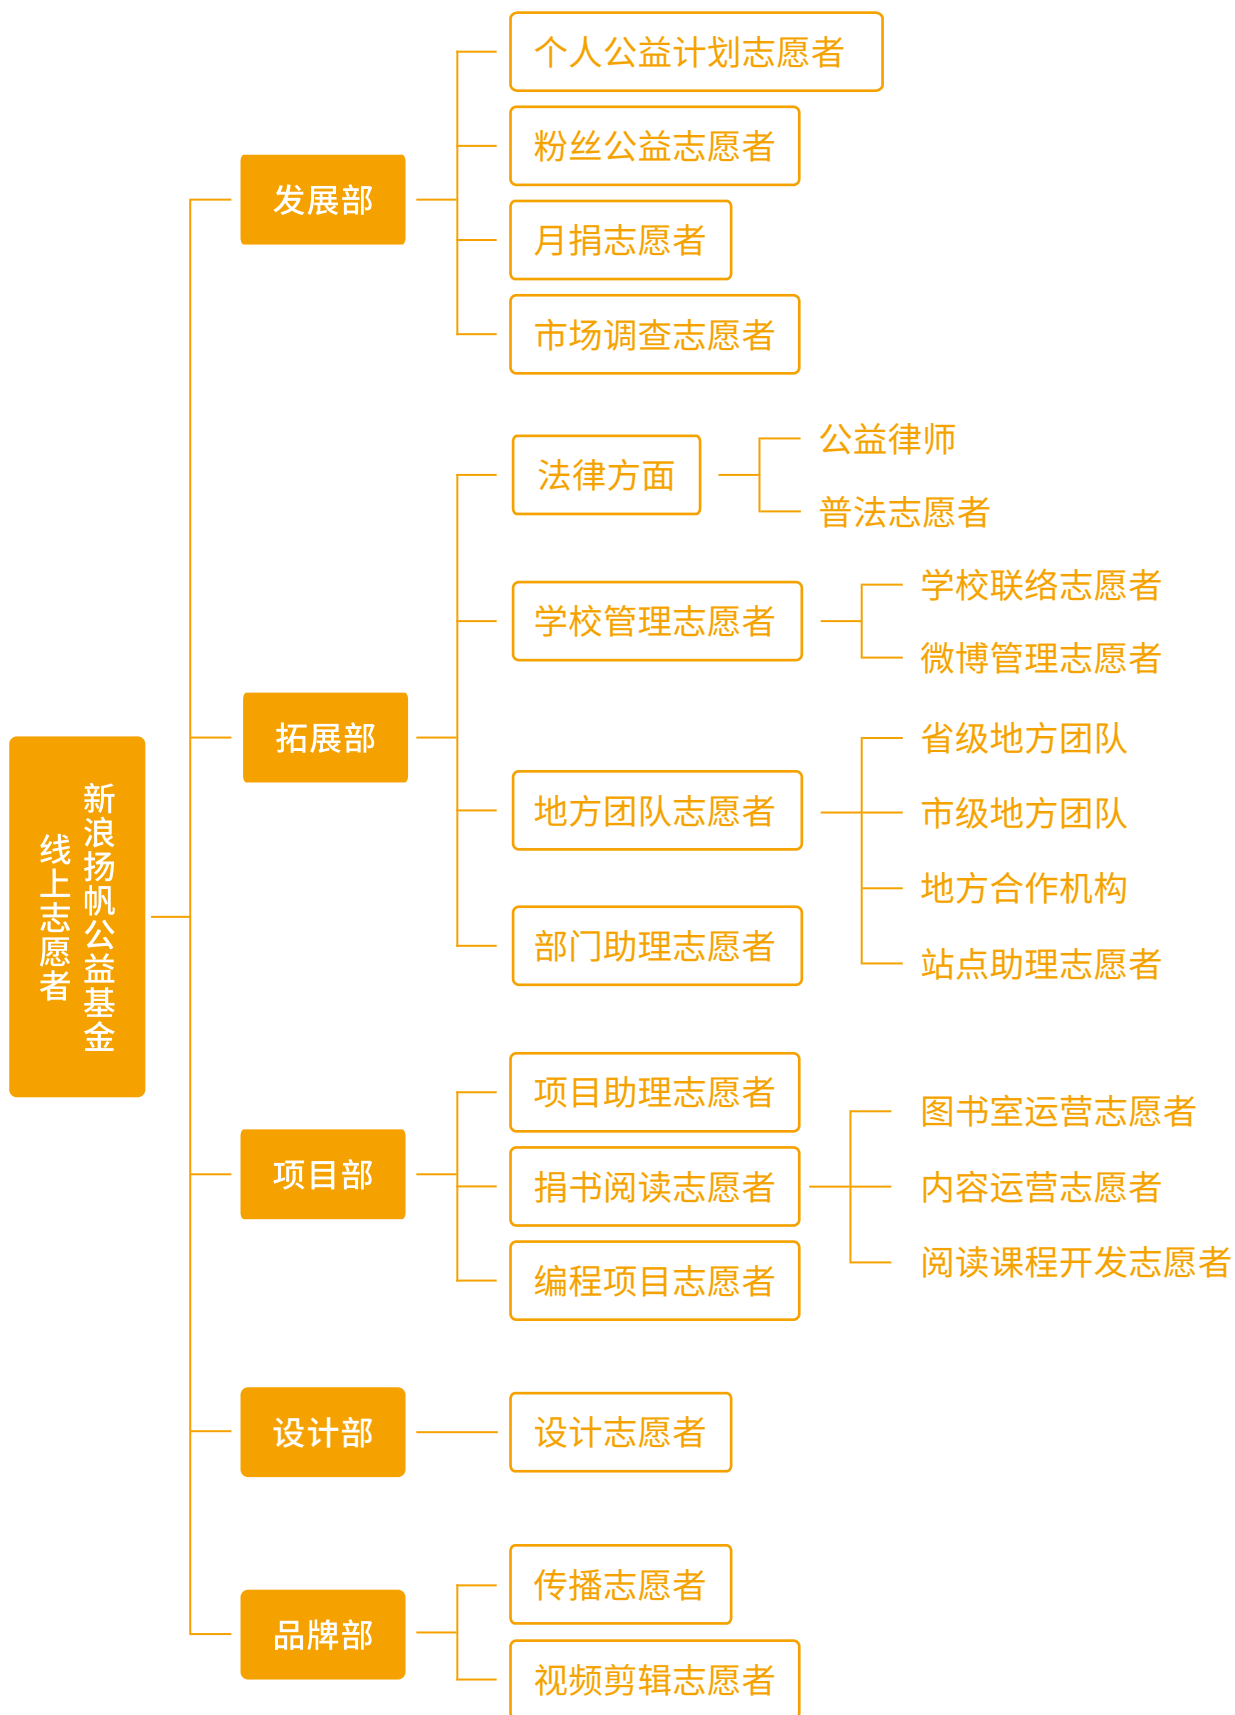 新浪扬帆公益基金
线上志愿者
发展部
个人公益计划志愿者
粉丝公益志愿者
月捐志愿者
市场调查志愿者
拓展部
法律方面
公益律师
普法志愿者
学校管理志愿者
学校联络志愿者
微博管理志愿者
地方团队志愿者
省级地方团队
市级地方团队
地方合作机构
站点助理志愿者
部门助理志愿者
项目部
项目助理志愿者
捐书阅读志愿者
图书室运营志愿者
内容运营志愿者
阅读课程开发志愿者
编程项目志愿者
设计部
设计志愿者
品牌部
传播志愿者
视频剪辑志愿者